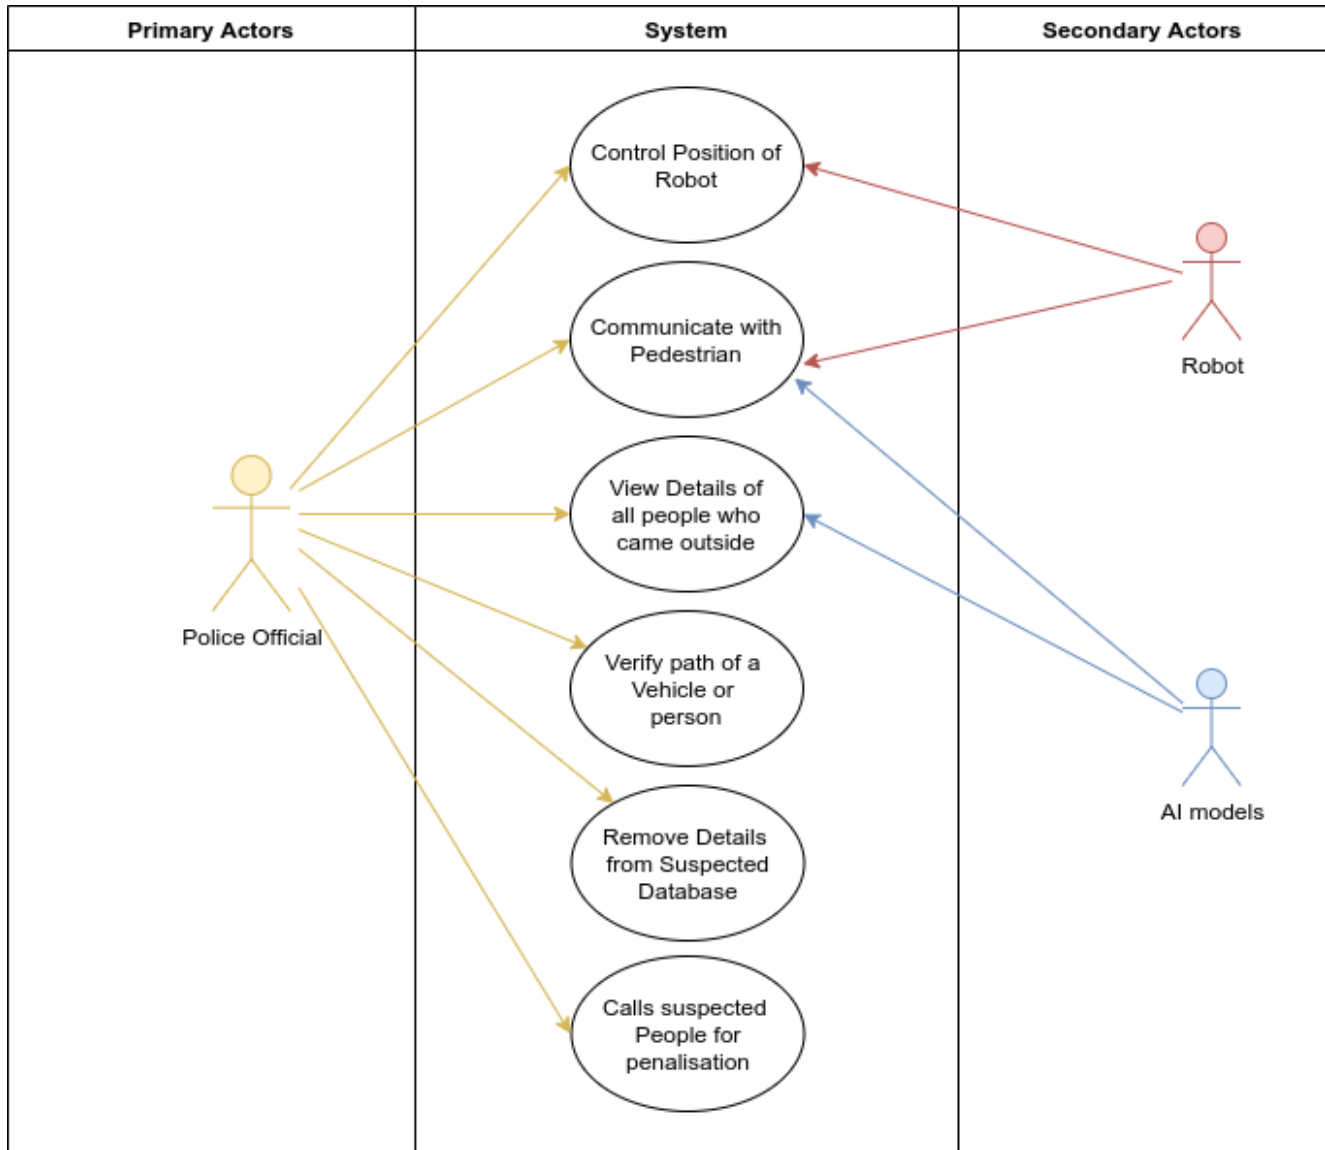 Primary Actors
System
Secondary Actors
Control Position of
Robot
Communicate with
Pedestrian
Robot
View Details of
all people who
came outside
Police Official
Verify path of a
Vehicle or
person
AI models
Remove Details
from Suspected
Database
Calls suspected
People for
penalisation